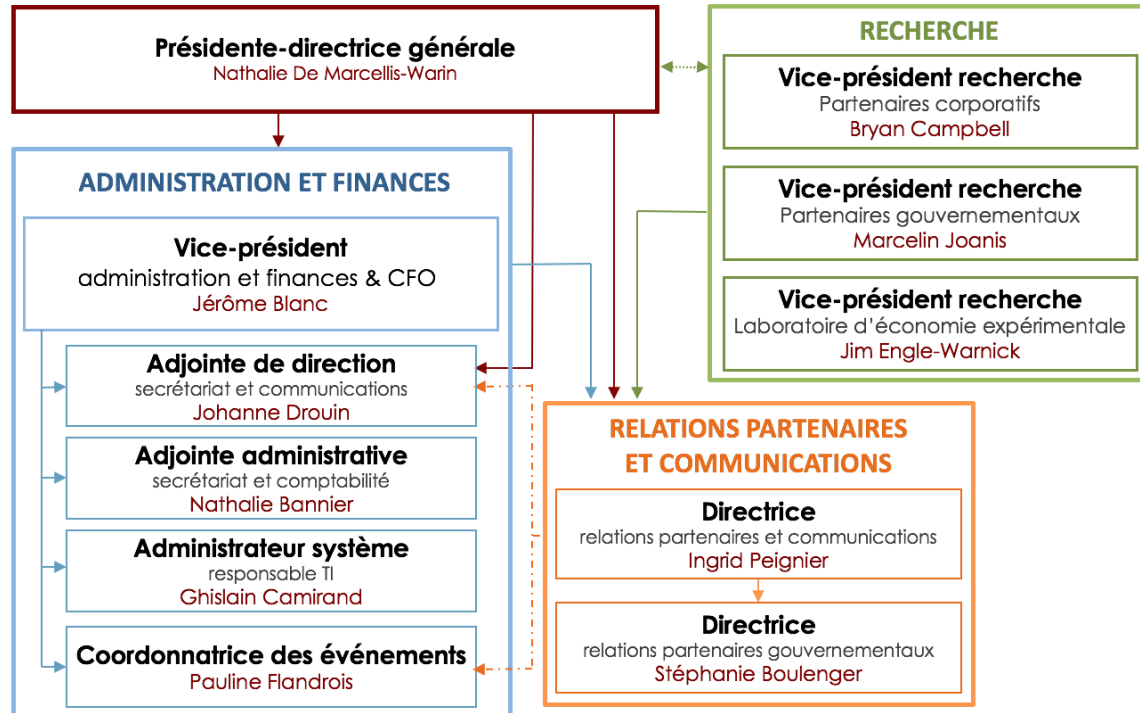 Présidente-directrice générale
Nathalie De Marcellis-Warin
RECHERCHE
Vice-président recherche
Partenaires corporatifs
Bryan Campbell
Vice-président recherche
Partenaires gouvernementaux
Marcelin Joanis
Vice-président recherche
Laboratoire d'économie expérimentale
Jim Engle-Warnick
ADMINISTRATION ET FINANCES
Vice-président
administration et finances & CFO
Jérôme Blanc
Adjointe de direction
secrétariat et communications
Johanne Drouin
Adjointe administrative
secrétariat et comptabilité
Nathalie Bannier
Administrateur système
responsable TI
Ghislain Camirand
Coordonnatrice des événements
Pauline Flandrois
RELATIONS PARTENAIRES
ET COMMUNICATIONS
Directrice
relations partenaires et communications
Ingrid Peignier
Directrice
relations partenaires gouvernementaux
Stéphanie Boulenger